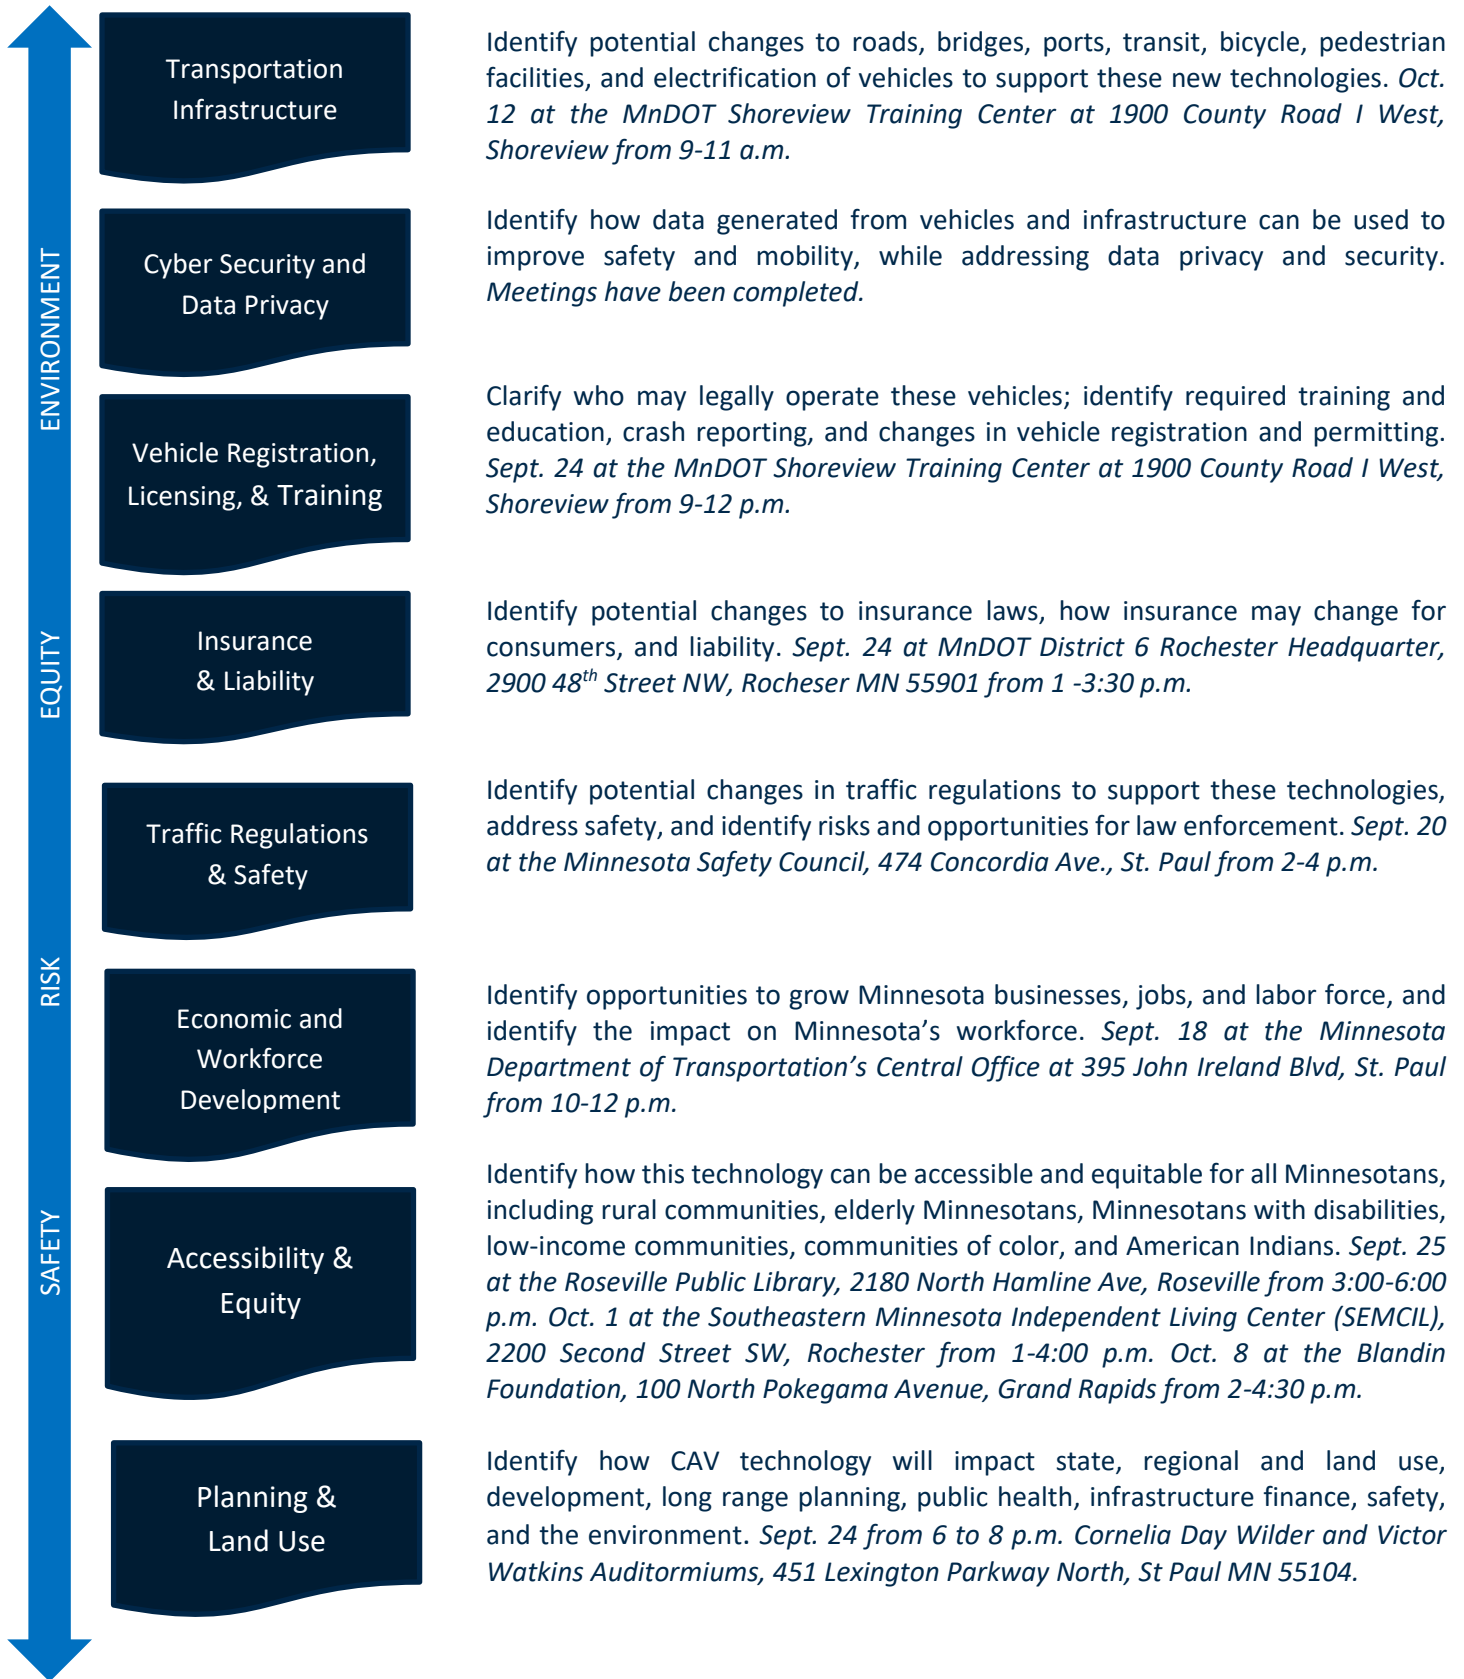 ENVIRONMENT
EQUITY
RISK
SAFETY
Transportation
Infrastructure
Identify potential changes to roads, bridges, ports, transit, bicycle, pedestrian
facilities, and electrification of vehicles to support these new technologies. Oct.
12 at the MnDOT Shoreview Training Center at 1900 County Road I West,
Shoreview from 9-11 a.m.
Cyber Security and
Data Privacy
Identify how data generated from vehicles and infrastructure can be used to
improve safety and mobility, while addressing data privacy and security.
Meetings have been completed.
Vehicle Registration,
Licensing, & Training
Clarify who may legally operate these vehicles; identify required training and
education, crash reporting, and changes in vehicle registration and permitting.
Sept. 24 at the MnDOT Shoreview Training Center at 1900 County Road I West,
Shoreview from 9-12 p.m.
Insurance
& Liability
Identify potential changes to insurance laws, how insurance may change for
consumers, and liability. Sept. 24 at MnDOT District 6 Rochester Headquarter,
2900 48th Street NW, Rocheser MN 55901 from 1 -3:30 p.m.
Traffic Regulations
& Safety
Identify potential changes in traffic regulations to support these technologies,
address safety, and identify risks and opportunities for law enforcement. Sept. 20
at the Minnesota Safety Council, 474 Concordia Ave., St. Paul from 2-4 p.m.
Economic and
Workforce
Development
Identify opportunities to grow Minnesota businesses, jobs, and labor force, and
identify the impact on Minnesota’s workforce. Sept. 18 at the Minnesota
Department of Transportation’s Central Office at 395 John Ireland Blvd, St. Paul
from 10-12 p.m.
Accessibility &
Equity
Identify how this technology can be accessible and equitable for all Minnesotans,
including rural communities, elderly Minnesotans, Minnesotans with disabilities,
low-income communities, communities of color, and American Indians. Sept. 25
at the Roseville Public Library, 2180 North Hamline Ave, Roseville from 3:00-6:00
p.m. Oct. 1 at the Southeastern Minnesota Independent Living Center (SEMCIL),
2200 Second Street SW, Rochester from 1-4:00 p.m. Oct. 8 at the Blandin
Foundation, 100 North Pokegama Avenue, Grand Rapids from 2-4:30 p.m.
Planning &
Land Use
Identify how CAV technology will impact state, regional and land use,
development, long range planning, public health, infrastructure finance, safety,
and the environment. Sept. 24 from 6 to 8 p.m. Cornelia Day Wilder and Victor
Watkins Auditormiums, 451 Lexington Parkway North, St Paul MN 55104.